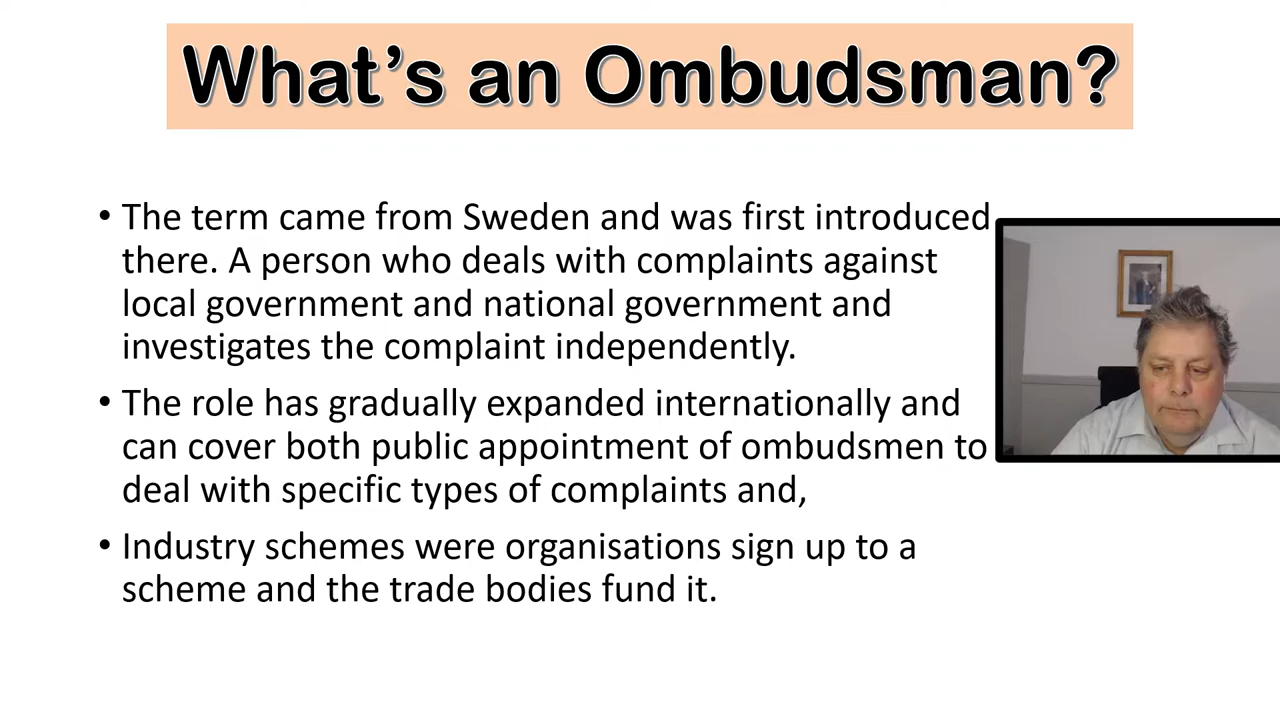 What's an Ombudsman?
• The term came from Sweden and was first introduced
there. A person who deals with complaints against
local government and national government and
investigates the complaint independently.
• The role has gradually expanded internationally and
can cover both public appointment of ombudsmen to
deal with specific types of complaints and,
• Industry schemes were organisations sign up to a
scheme and the trade bodies fund it.